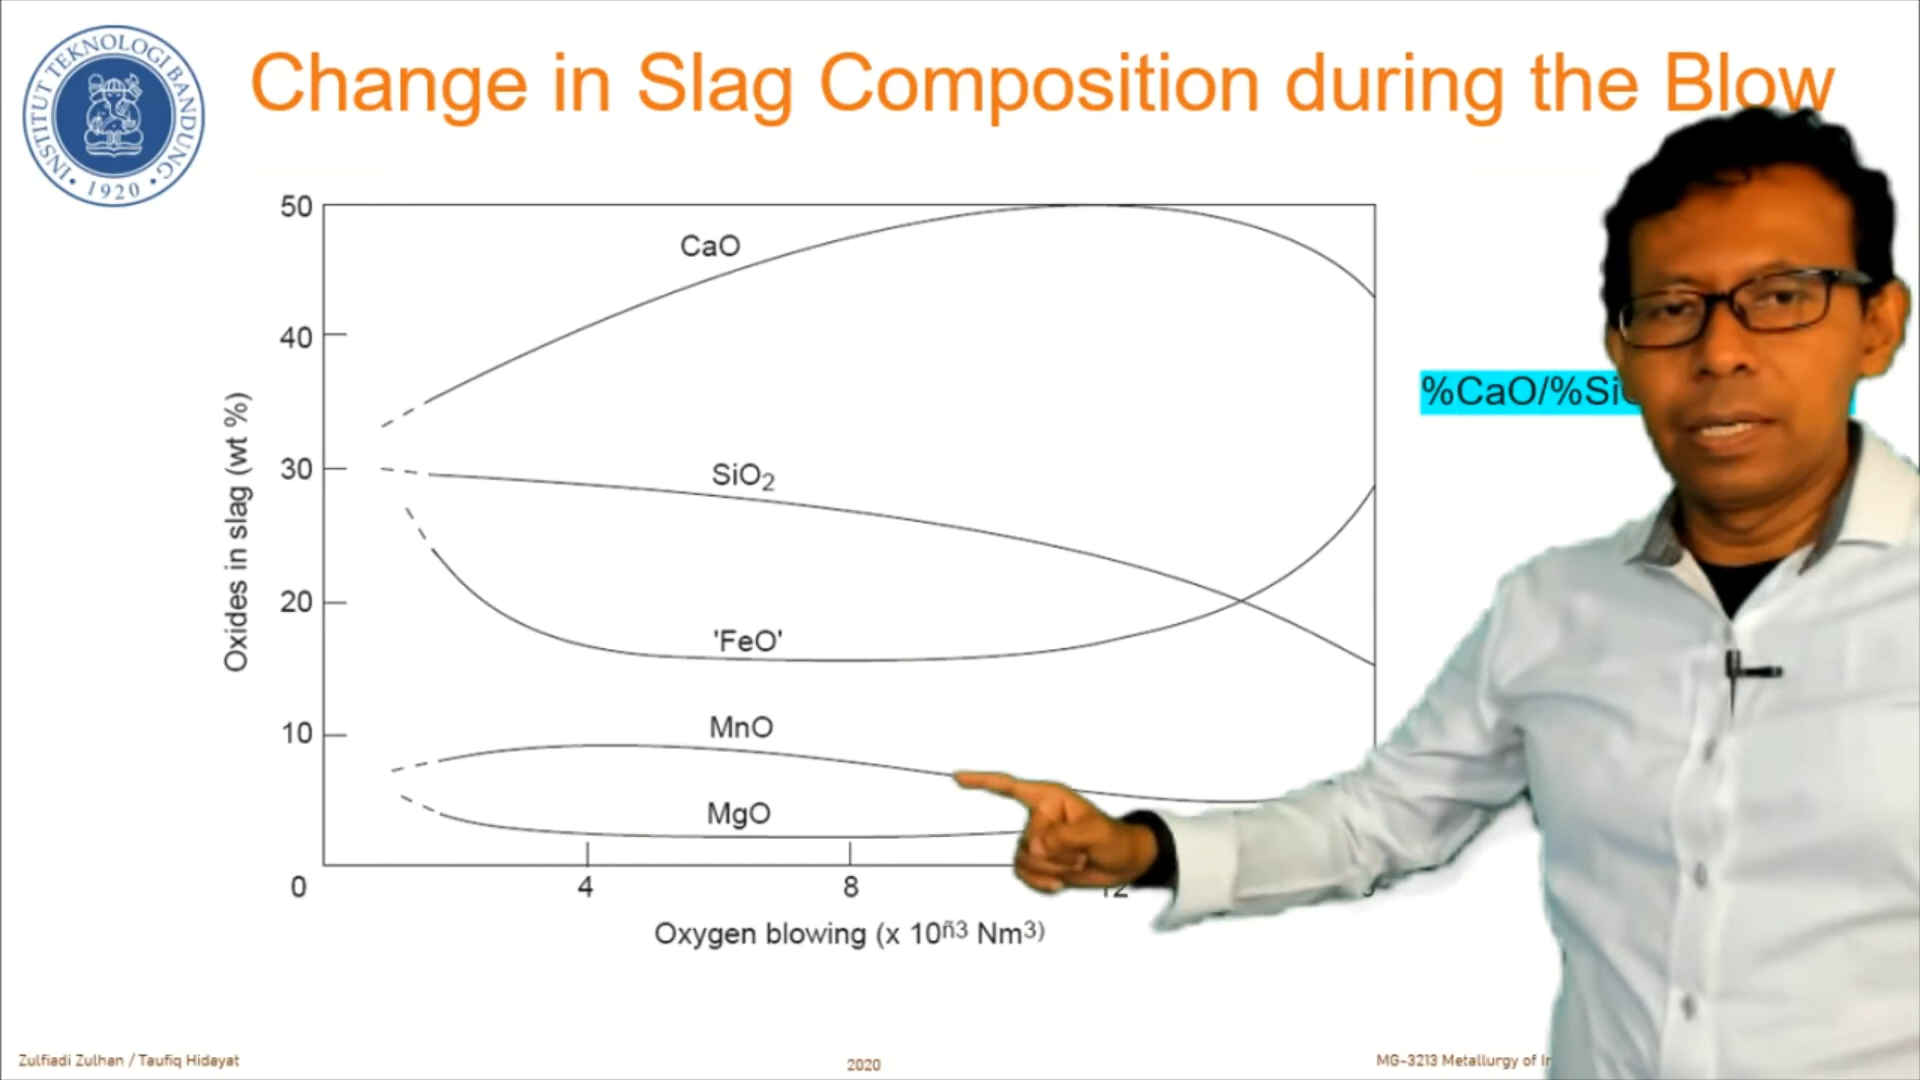 INSTITUT TEKNOLOGI BANDUNG
• 1920 •
Change in Slag Composition during the Blow
50
40
30
20
10
0
Oxides in slag (wt %)
CaO
SiO2
'FeO'
MnO
MgO
4
8
12
Oxygen blowing (x 10ñ3 Nm3)
%CaO/%Si
Zulfiadi Zulhan / Taufiq Hidayat
2020
MG-3213 Metallurgy of